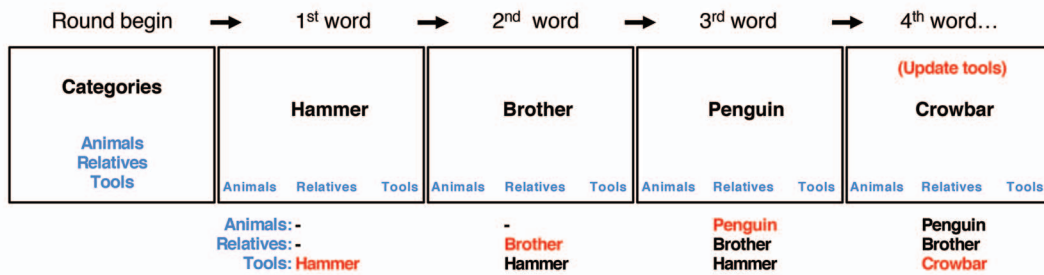 Round begin → 1st word → 2nd word → 3rd word → 4th word…
Categories
Animals
Relatives
Tools
Hammer
Animals Relatives Tools
Brother
Animals Relatives Tools
Penguin
Animals Relatives Tools
(Update tools)
Crowbar
Animals Relatives Tools
Animals: - - Penguin Penguin
Relatives: - Brother Brother Brother
Tools: Hammer Hammer Hammer Crowbar